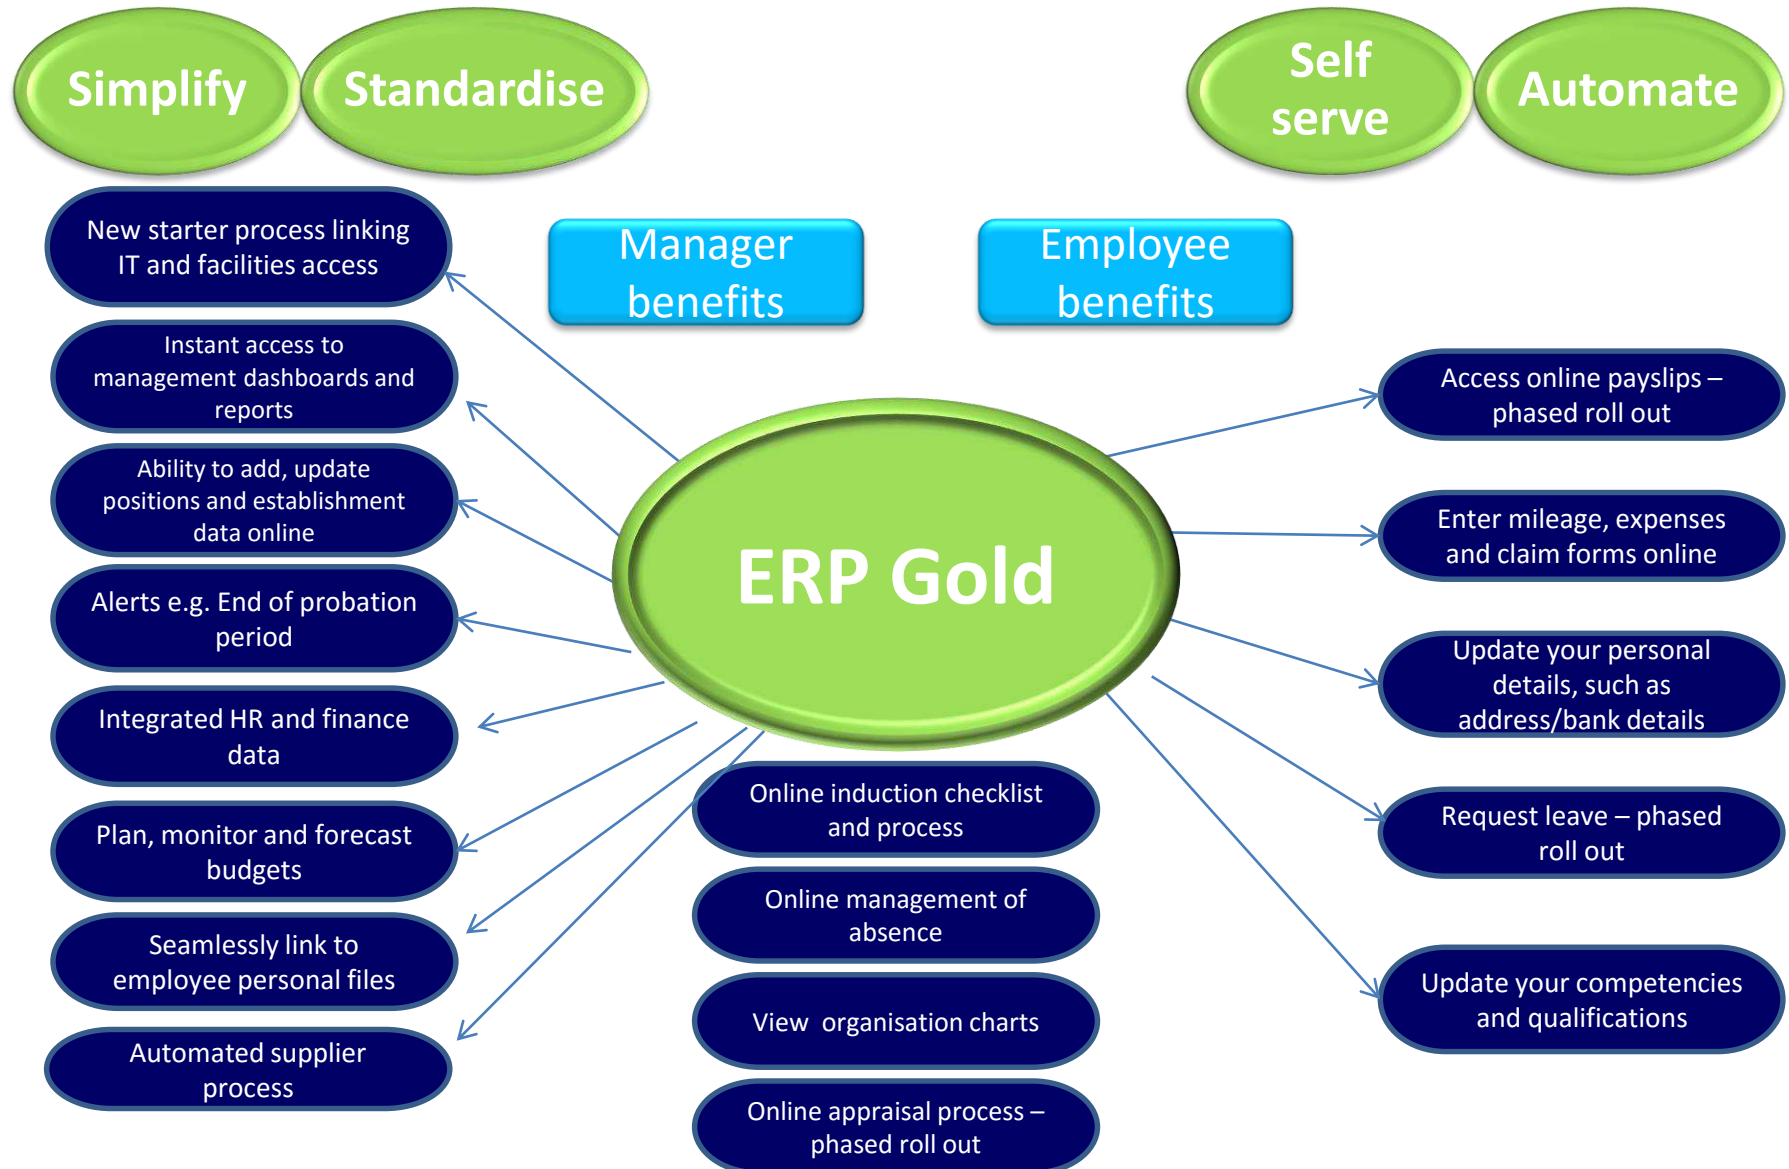 Simplify
Standardise
Self
serve
Automate
Manager
benefits
Employee
benefits
New starter process linking
IT and facilities access
Instant access to
management dashboards and
reports
Ability to add, update
positions and establishment
data online
Alerts e.g. End of probation
period
Integrated HR and finance
data
Plan, monitor and forecast
budgets
Seamlessly link to
employee personal files
Automated supplier
process
ERP Gold
Online induction checklist
and process
Online management of
absence
View organisation charts
Online appraisal process –
phased roll out
Access online payslips –
phased roll out
Enter mileage, expenses
and claim forms online
Update your personal
details, such as
address/bank details
Request leave – phased
roll out
Update your competencies
and qualifications